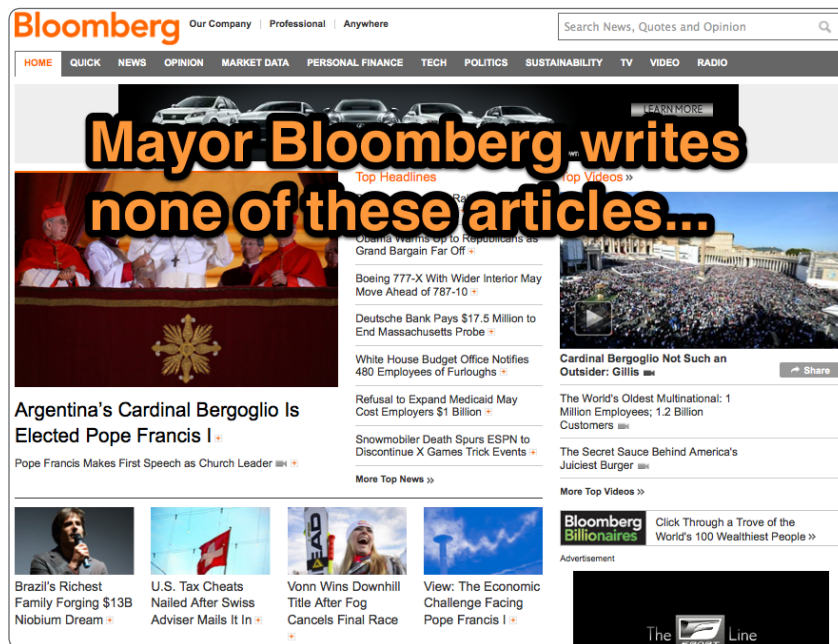 Bloomberg
Our Company | Professional | Anywhere
Search News, Quotes and Opinion
HOME QUICK NEWS OPINION MARKET DATA PERSONAL FINANCE TECH POLITICS SUSTAINABILITY TV VIDEO RADIO
LEARN MORE
Mayor Bloomberg writes
none of these articles...
Top Headlines
Obama Warms Up to Republicans as
Grand Bargain Far Off
Boeing 777-X With Wider Interior May
Move Ahead of 787-10
Deutsche Bank Pays $17.5 Million to
End Massachusetts Probe
White House Budget Office Notifies
480 Employees of Furloughs
Refusal to Expand Medicaid May
Cost Employers $1 Billion
Snowmobiler Death Spurs ESPN to
Discontinue X Games Trick Events
More Top News »
Top Videos »
Cardinal Bergoglio Not Such an
Outsider: Gillis
Share
The World's Oldest Multinational: 1
Million Employees; 1.2 Billion
Customers
The Secret Sauce Behind America's
Juiciest Burger
More Top Videos »
Argentina's Cardinal Bergoglio Is
Elected Pope Francis I
Pope Francis Makes First Speech as Church Leader
HEAD
Brazil's Richest
Family Forging $13B
Niobium Dream
U.S. Tax Cheats
Nailed After Swiss
Adviser Mails It In
Vonn Wins Downhill
Title After Fog
Cancels Final Race
View: The Economic
Challenge Facing
Pope Francis I
Bloomberg
Billionaires
Click Through a Trove of the
World's 100 Wealthiest People »
Advertisement
The F SPORT Line